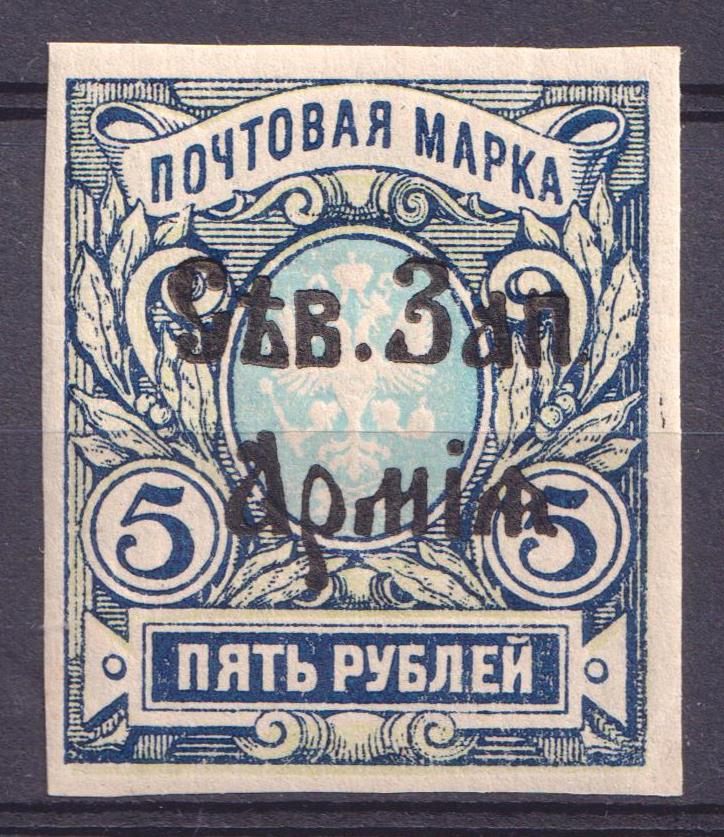 ПОЧТОВАЯ МАРКА
Сѣв. Зап
Армія
5 5
ПЯТЬ РУБЛЕЙ